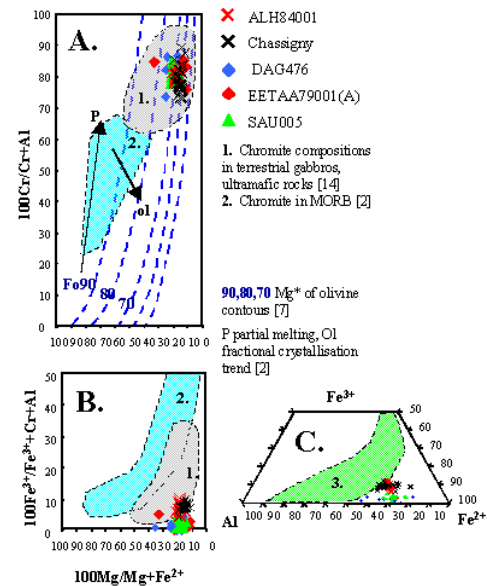 A.
100Cr/Cr+Al
100
90
80
70
60
50
40
30
20
10
0
1.
2.
P
ol
Fo90
80
70
100 90 80 70 60 50 40 30 20 10 0
ALH84001
Chassigny
DAG476
EETAA79001(A)
SAU005
1. Chromite compositions
in terrestrial gabbros,
ultramafic rocks [14]
2. Chromite in MORB [2]
90,80,70 Mg* of olivine
contours [7]
P partial melting, Ol
fractional crystallisation
trend [2]
B.
100Fe3+/Fe3++Cr+Al
50
40
30
20
10
0
2.
1.
100 90 80 70 60 50 40 30 20 10 0
100Mg/Mg+Fe2+
C.
Fe3+
50
60
70
80
90
100
3.
Al
100 90 80 70 60 50 40 30 20 10 0
Fe2+